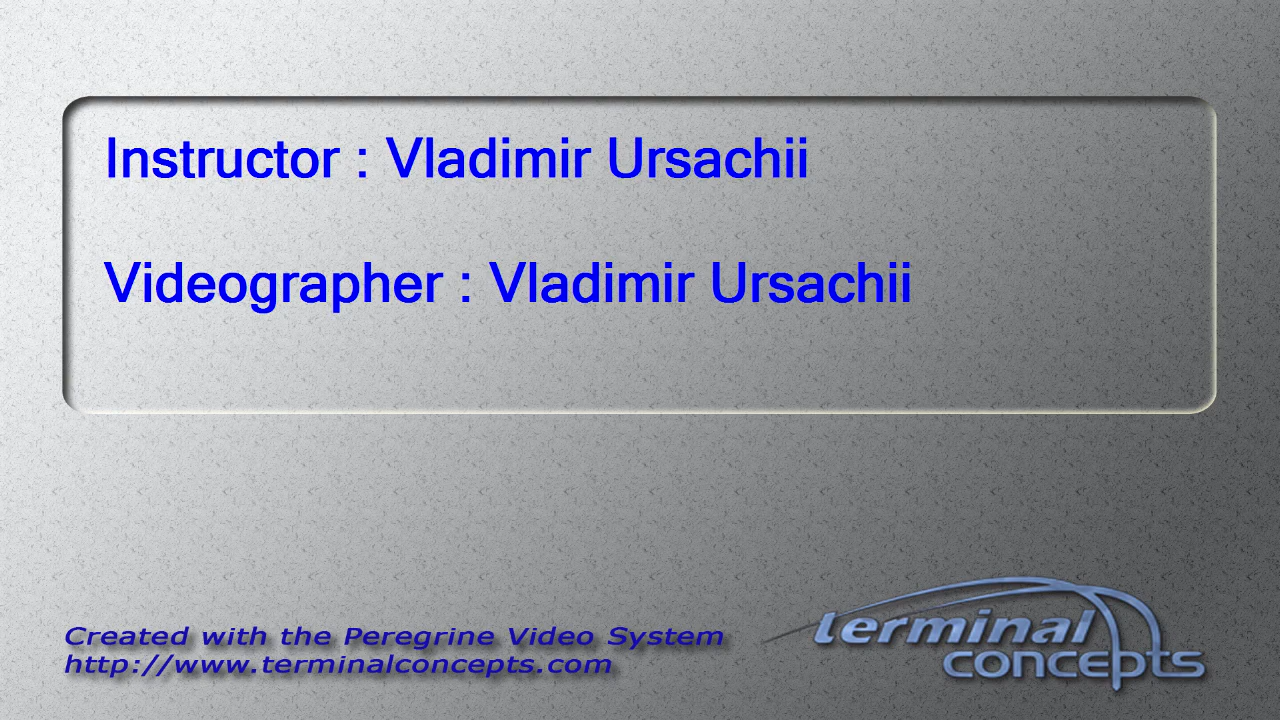 Instructor : Vladimir Ursachii
Videographer : Vladimir Ursachii
Created with the Peregrine Video System
http://www.terminalconcepts.com
terminal
concepts